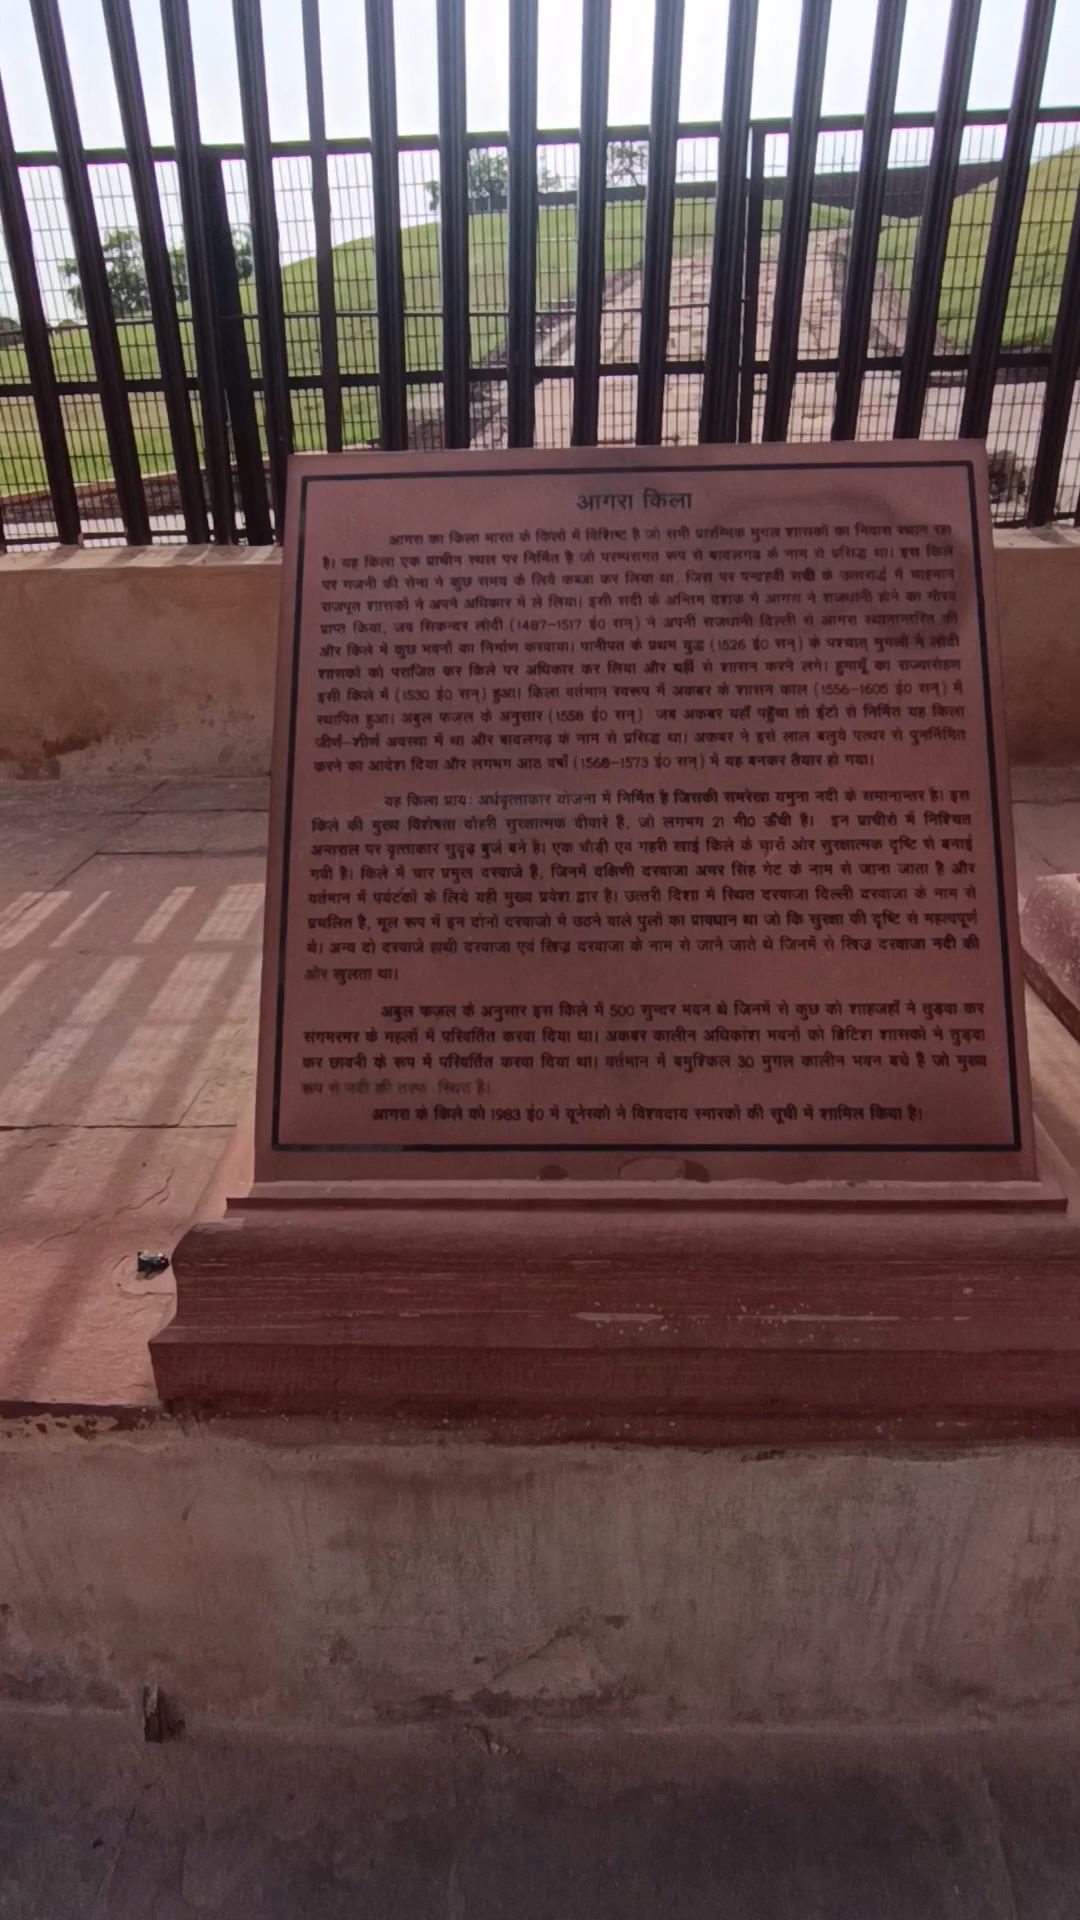 आगरा किला
आगरा का किला भारत के किलों में विशिष्ट है जो सभी प्रारम्भिक मुगल शासकों का निवास स्थान रहा
है। यह किला एक प्राचीन स्थल पर निर्मित है जो परम्परागत रूप से बादलगढ़ के नाम से प्रसिद्ध था। इस किले
पर गजनी की सेना ने कुछ समय के लिये कब्जा कर लिया था, जिस पर पन्द्रहवी सदी के उत्तरार्द्ध में चाहमान
राजपूत शासकों ने अपने अधिकार में ले लिया। इसी सदी के अन्तिम दशक में आगरा ने राजधानी होने का गौरव
प्राप्त किया, जब सिकन्दर लोदी (1487–1517 ई0 सन्) ने अपनी राजधानी दिल्ली से आगरा स्थानान्तरित की
और किले में कुछ भवनों का निर्माण करवाया। पानीपत के प्रथम युद्ध (1526 ई0 सन्) के पश्चात् मुगलों ने लोदी
शासकों को पराजित कर किले पर अधिकार कर लिया और यहीं से शासन करने लगे। हुमायूँ का राज्यारोहण
इसी किले में (1530 ई0 सन्) हुआ। किला वर्तमान स्वरूप में अकबर के शासन काल (1556–1605 ई0 सन्) में
स्थापित हुआ। अबुल फजल के अनुसार (1558 ई0 सन्) जब अकबर यहाँ पहुँचा तो ईंटो से निर्मित यह किला
जीर्ण–शीर्ण अवस्था में था और बादलगढ़ के नाम से प्रसिद्ध था। अकबर ने इसे लाल बलुये पत्थर से पुनर्निमित
करने का आदेश दिया और लगभग आठ वर्षों (1568–1573 ई0 सन्) में यह बनकर तैयार हो गया।
यह किला प्रायः अर्धवृत्ताकार योजना में निर्मित है जिसकी समरेखा यमुना नदी के समानान्तर है। इस
किले की मुख्य विशेषता दोहरी सुरक्षात्मक दीवारें है, जो लगभग 21 मी0 ऊँची है। इन प्राचीरो में निश्चित
अन्तराल पर वृत्ताकार सुदृढ़ बुर्ज बने है। एक चौड़ी एवं गहरी खाई किले के चारों ओर सुरक्षात्मक दृष्टि से बनाई
गयी है। किले में चार प्रमुख दरवाजे है, जिनमें दक्षिणी दरवाजा अमर सिंह गेट के नाम से जाना जाता है और
वर्तमान में पर्यटकों के लिये यही मुख्य प्रवेश द्वार है। उत्तरी दिशा में स्थित दरवाजा दिल्ली दरवाजा के नाम से
प्रचलित है, मूल रूप में इन दोनों दरवाजो में उठने वाले पुलों का प्रावधान था जो कि सुरक्षा की दृष्टि से महत्वपूर्ण
थे। अन्य दो दरवाजे हाथी दरवाजा एवं खिज्र दरवाजा के नाम से जाने जाते थे जिनमें से खिज्र दरवाजा नदी की
ओर खुलता था।
अबुल फज़ल के अनुसार इस किले में 500 सुन्दर भवन थे जिनमें से कुछ को शाहजहाँ ने तुड़वा कर
संगमरमर के महलों में परिवर्तित करवा दिया था। अकबर कालीन अधिकांश भवनों को ब्रिटिश शासकों ने तुड़वा
कर छावनी के रूप में परिवर्तित करवा दिया था। वर्तमान में बमुश्किल 30 मुगल कालीन भवन बचे है जो मुख्य
रूप से नदी की तरफ स्थित है।
आगरा के किले को 1983 ई0 में यूनेस्को ने विश्वदाय स्मारकों की सूची में शामिल किया है।